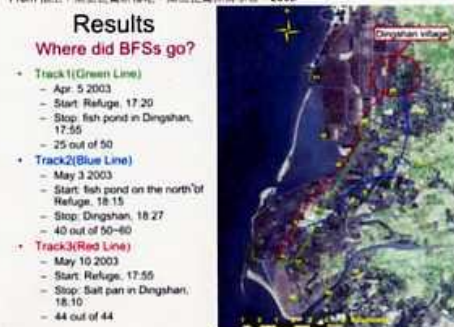 Results
Where did BFSs go?
• Track1(Green Line)
– Apr. 5 2003
– Start: Refuge, 17:20
– Stop: fish pond in Dingshan,
17:55
– 25 out of 50
• Track2(Blue Line)
– May 3 2003
– Start: fish pond on the north of
Refuge, 18:15
– Stop: Dingshan, 18:27
– 40 out of 50~60
• Track3(Red Line)
– May 10 2003
– Start: Refuge, 17:55
– Stop: Salt pan in Dingshan,
18:10
– 44 out of 44
Dingshan village